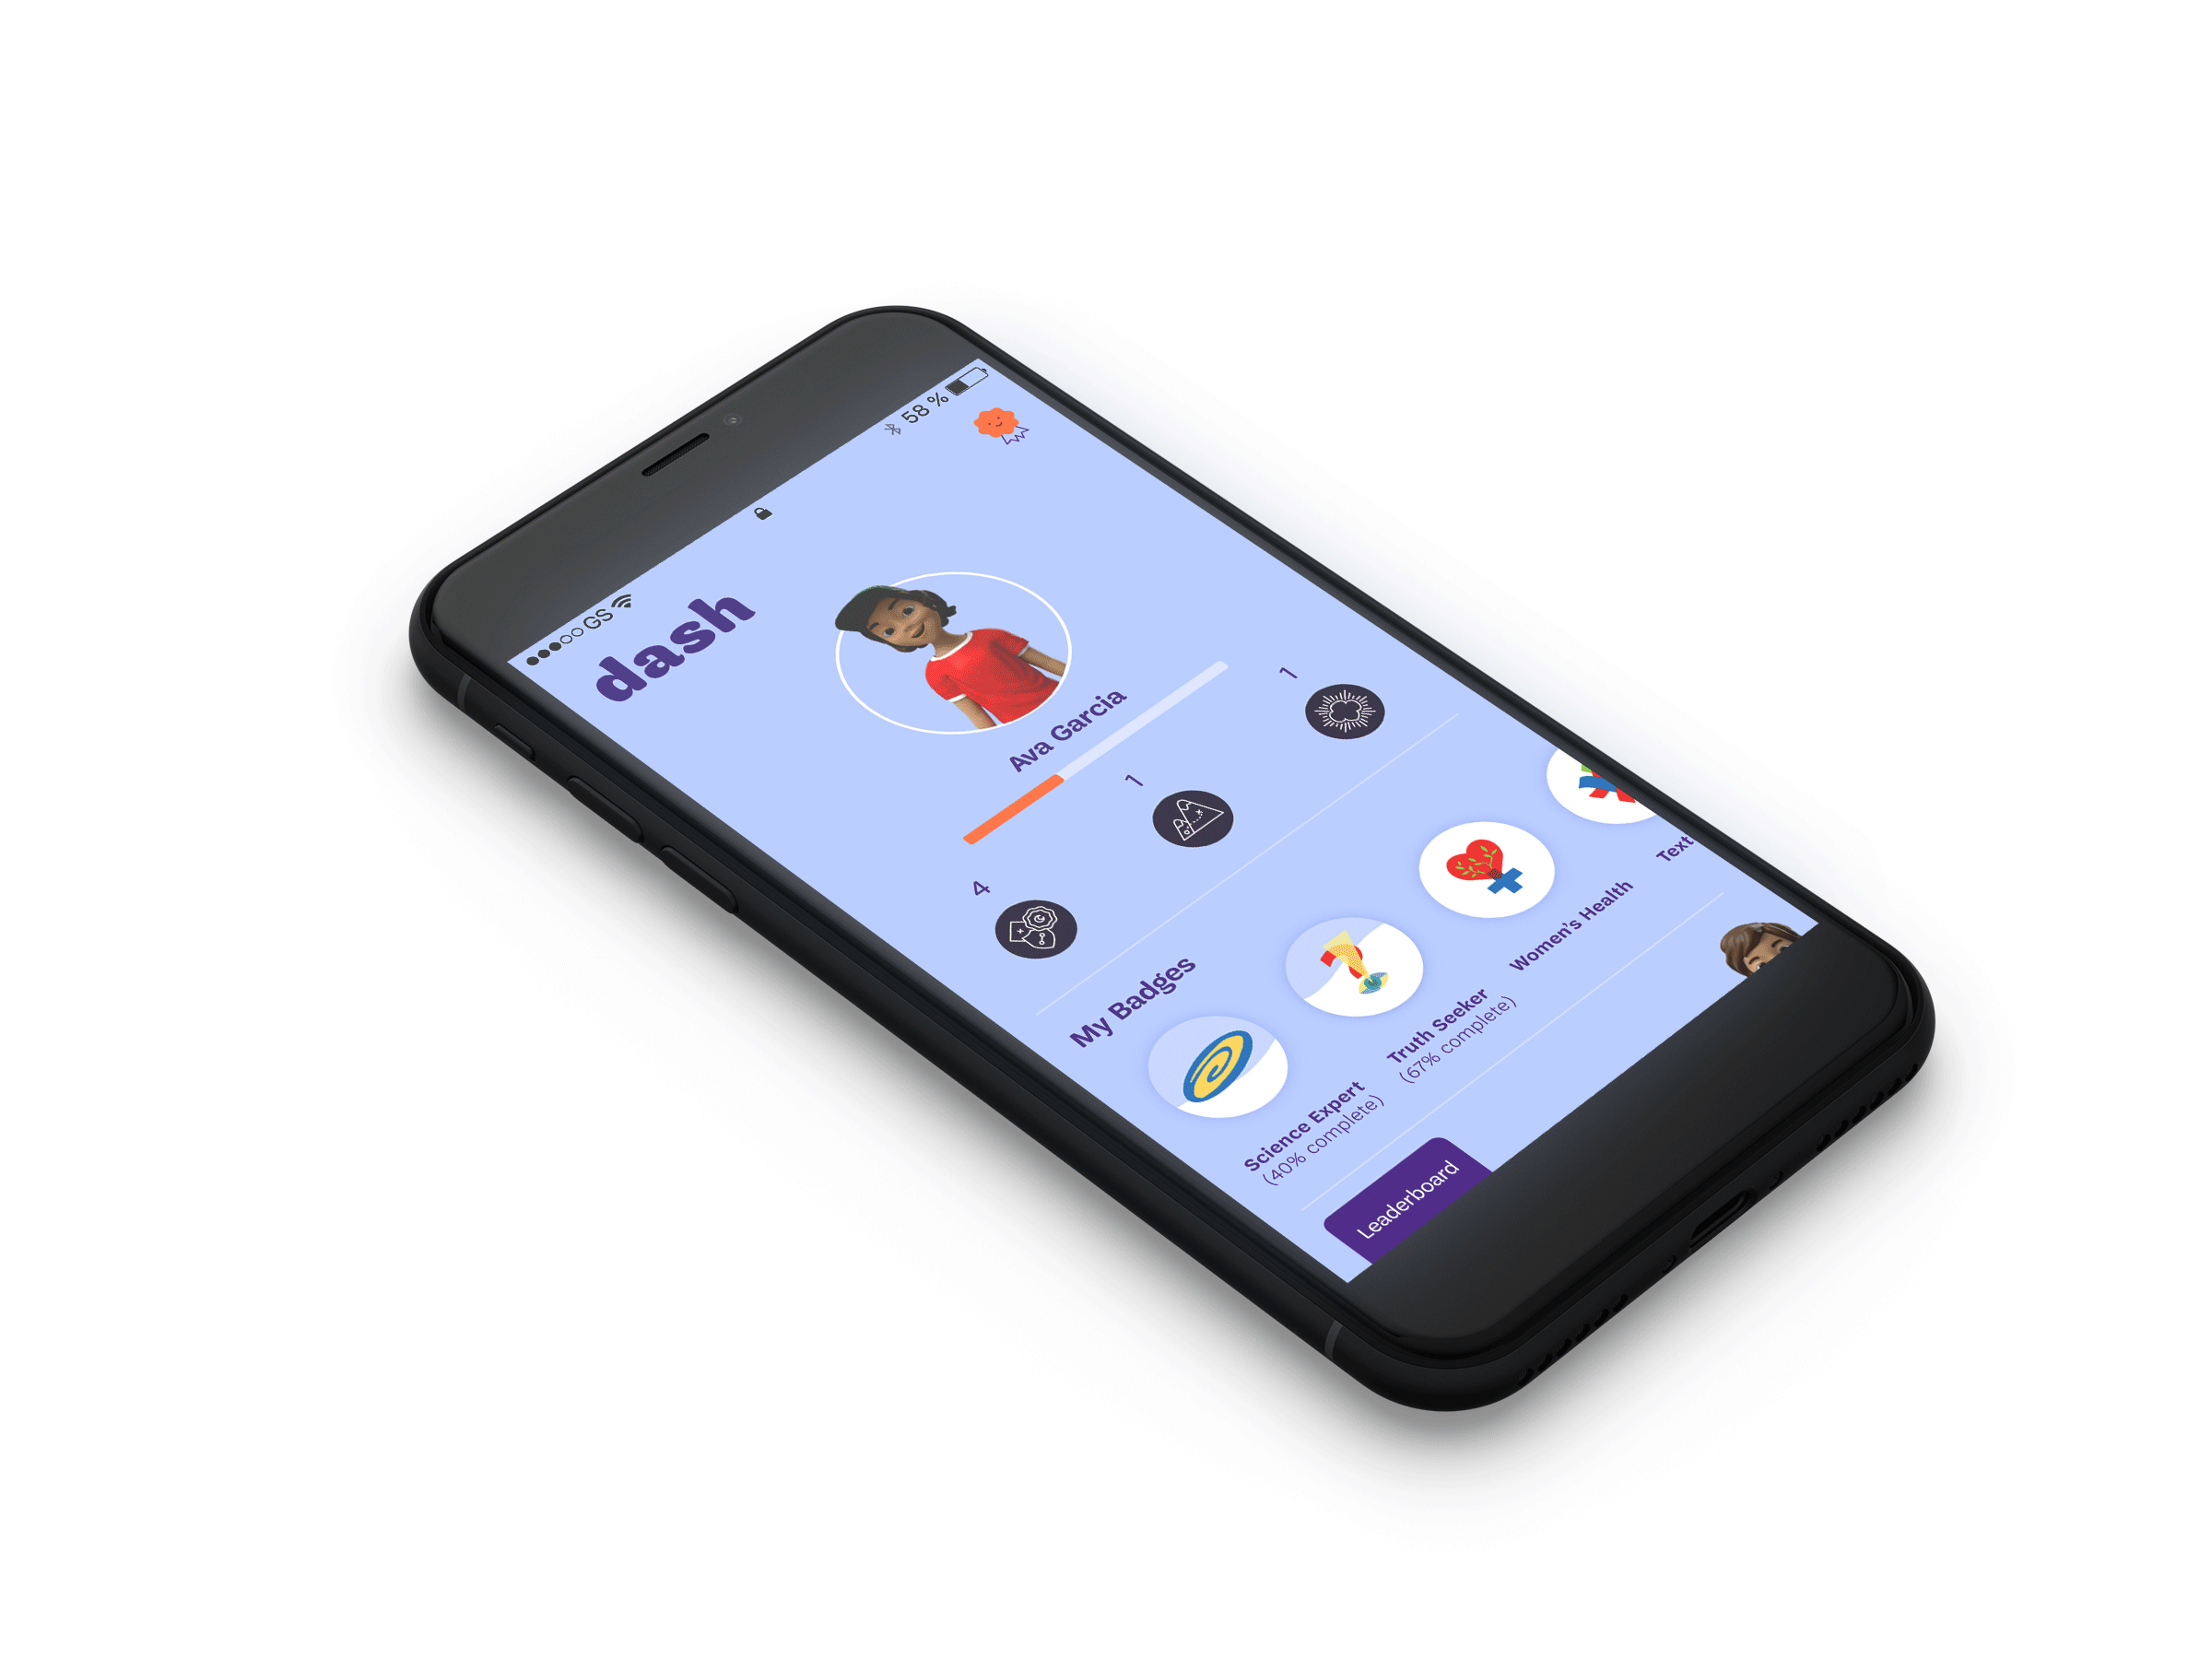 GS
58 %
dash
Ava Garcia
4
1
1
My Badges
Science Expert
(40% complete)
Truth Seeker
(67% complete)
Women's Health
Text
Leaderboard